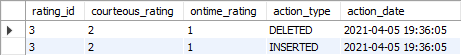 rating_id courteous_rating ontime_rating action_type action_date
3 2 1 DELETED 2021-04-05 19:36:05
3 2 1 INSERTED 2021-04-05 19:36:05